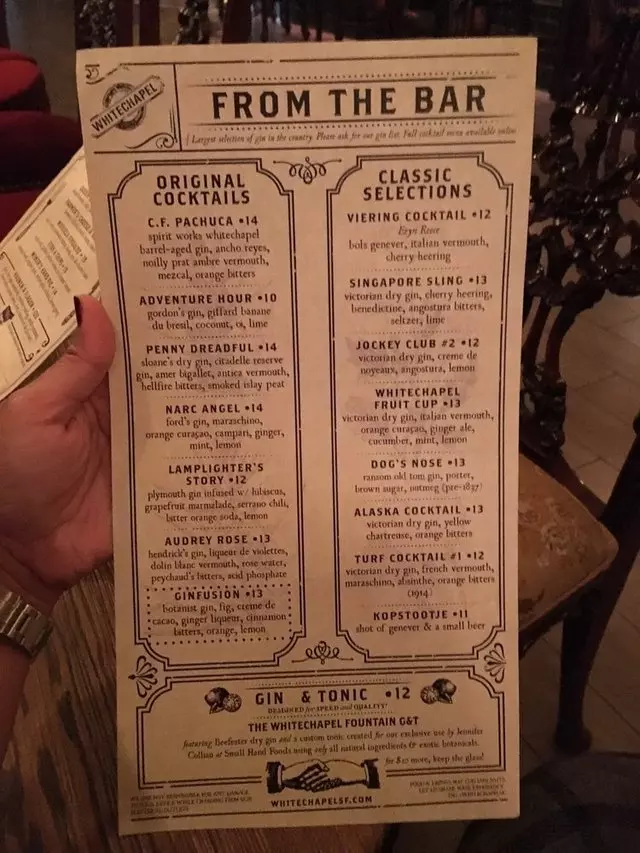 WHITECHAPEL
FROM THE BAR
Largest selection of gin in the country. Please ask for our gin list. Full cocktail menu available online
ORIGINAL
COCKTAILS
C.F. PACHUCA •14
spirit works whitechapel
barrel-aged gin, ancho reyes,
noilly prat ambre vermouth,
mezcal, orange bitters
ADVENTURE HOUR •10
gordon's gin, giffard banane
du bresil, coconut, oj, lime
PENNY DREADFUL •14
sloane's dry gin, citadelle reserve
gin, amer bigallet, antica vermouth,
hellfire bitters, smoked islay peat
NARC ANGEL •14
ford's gin, maraschino,
orange curaçao, campari, ginger,
mint, lemon
LAMPLIGHTER'S
STORY •12
plymouth gin infused w/ hibiscus,
grapefruit marmalade, serrano chili,
bitter orange soda, lemon
AUDREY ROSE •13
hendrick's gin, liqueur de violettes,
dolin blanc vermouth, rose water,
peychaud's bitters, acid phosphate
GINFUSION •13
botanist gin, fig, creme de
cacao, ginger liqueur, cinnamon
bitters, orange, lemon
CLASSIC
SELECTIONS
VIERING COCKTAIL •12
Eryn Reece
bols genever, italian vermouth,
cherry heering
SINGAPORE SLING •13
victorian dry gin, cherry heering,
benedictine, angostura bitters,
seltzer, lime
JOCKEY CLUB #2 •12
victorian dry gin, creme de
noyeaux, angostura, lemon
WHITECHAPEL
FRUIT CUP •13
victorian dry gin, italian vermouth,
orange curaçao, ginger ale,
cucumber, mint, lemon
DOG'S NOSE •13
ransom old tom gin, porter,
brown sugar, nutmeg (pre-1837)
ALASKA COCKTAIL •13
victorian dry gin, yellow
chartreuse, orange bitters
TURF COCKTAIL #1 •12
victorian dry gin, french vermouth,
maraschino, absinthe, orange bitters
(1914)
KOPSTOOTJE •11
shot of genever & a small beer
GIN & TONIC •12
DESIGNED for SPEED and QUALITY
THE WHITECHAPEL FOUNTAIN G&T
featuring Beefeater dry gin and a custom tonic created for our exclusive use by Jennifer
Colliau at Small Hand Foods using only all natural ingredients & exotic botanicals.
for $10 more, keep the glass!
WHITECHAPELSF.COM